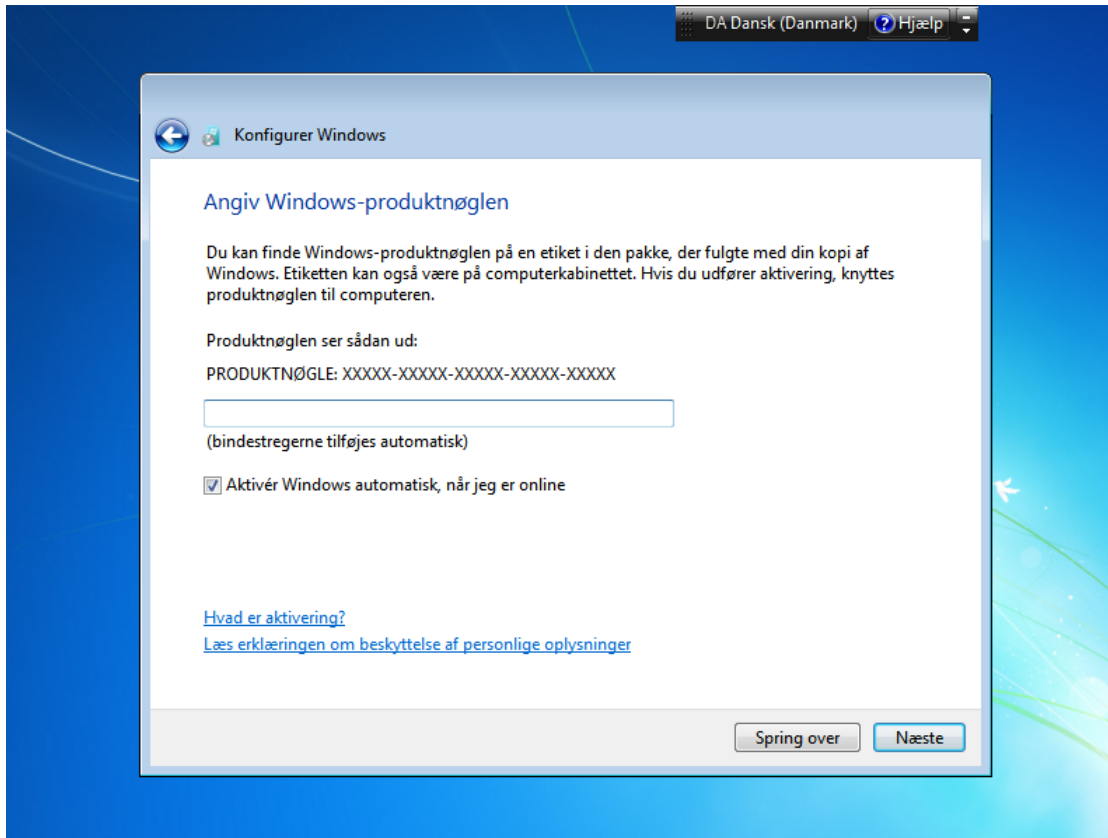 DA Dansk (Danmark) Hjælp
Konfigurer Windows
Angiv Windows-produktnøglen
Du kan finde Windows-produktnøglen på en etiket i den pakke, der fulgte med din kopi af
Windows. Etiketten kan også være på computerkabinettet. Hvis du udfører aktivering, knyttes
produktnøglen til computeren.
Produktnøglen ser sådan ud:
PRODUKTNØGLE: XXXXX-XXXXX-XXXXX-XXXXX-XXXXX
(bindestregerne tilføjes automatisk)
Aktivér Windows automatisk, når jeg er online
Hvad er aktivering?
Læs erklæringen om beskyttelse af personlige oplysninger
Spring over Næste